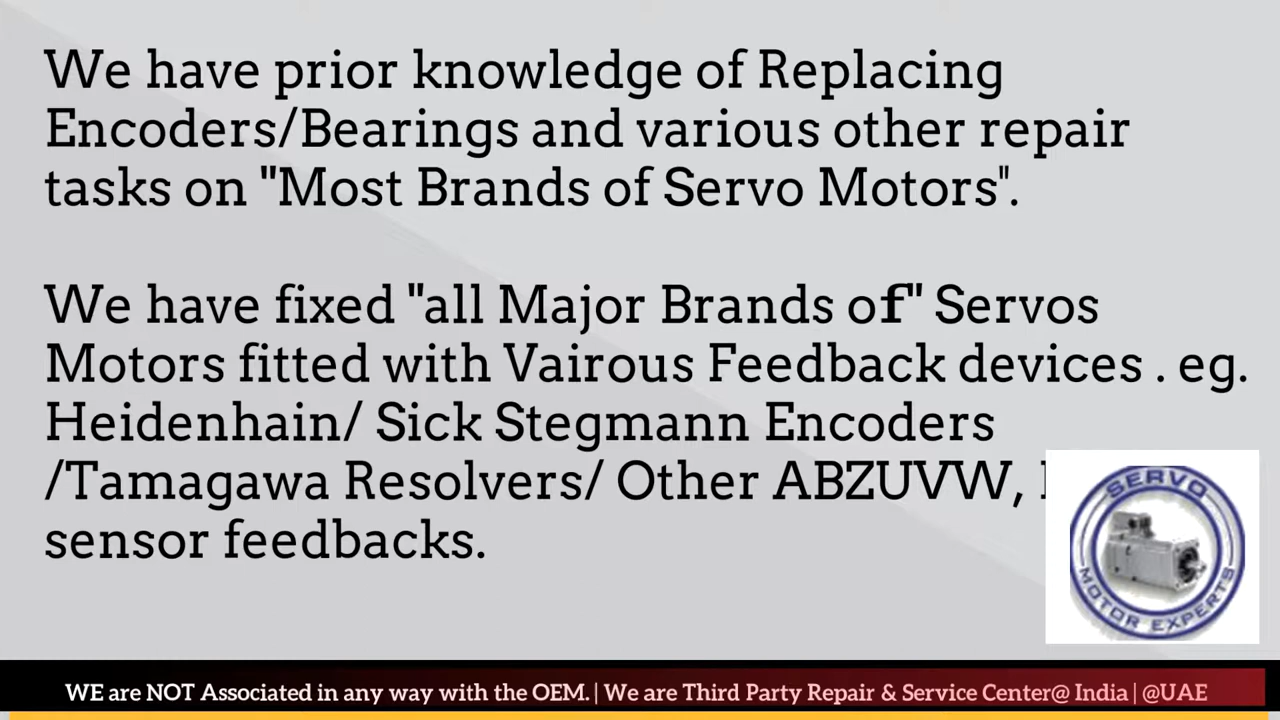 We have prior knowledge of Replacing
Encoders/Bearings and various other repair
tasks on "Most Brands of Servo Motors".
We have fixed "all Major Brands of" Servos
Motors fitted with Vairous Feedback devices . eg.
Heidenhain/ Sick Stegmann Encoders
/Tamagawa Resolvers/ Other ABZUVW,
sensor feedbacks.
SERVO
MOTOR EXPERTS
WE are NOT Associated in any way with the OEM. | We are Third Party Repair & Service Center@ India | @UAE